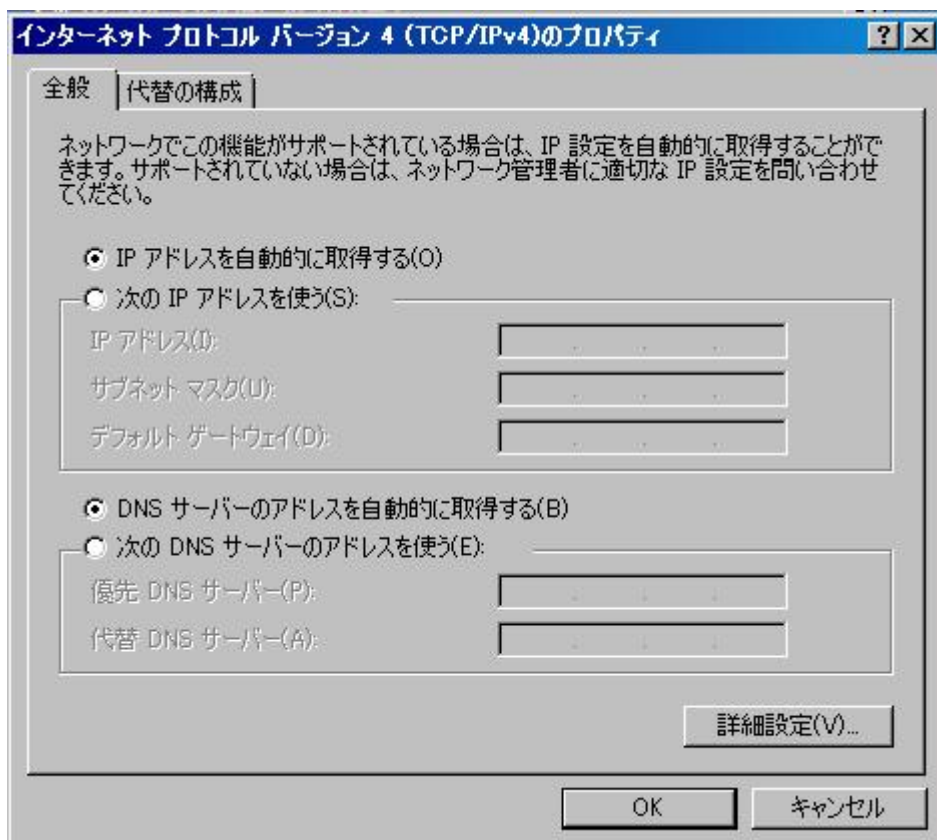 インターネット プロトコル バージョン 4 (TCP/IPv4)のプロパティ
全般
代替の構成
ネットワークでこの機能がサポートされている場合は、IP 設定を自動的に取得することがで
きます。サポートされていない場合は、ネットワーク管理者に適切な IP 設定を問い合わせ
てください。
IP アドレスを自動的に取得する(O)
次の IP アドレスを使う(S):
IP アドレス(I):
サブネット マスク(U):
デフォルト ゲートウェイ(D):
DNS サーバーのアドレスを自動的に取得する(B)
次の DNS サーバーのアドレスを使う(E):
優先 DNS サーバー(P):
代替 DNS サーバー(A):
詳細設定(V)...
OK
キャンセル